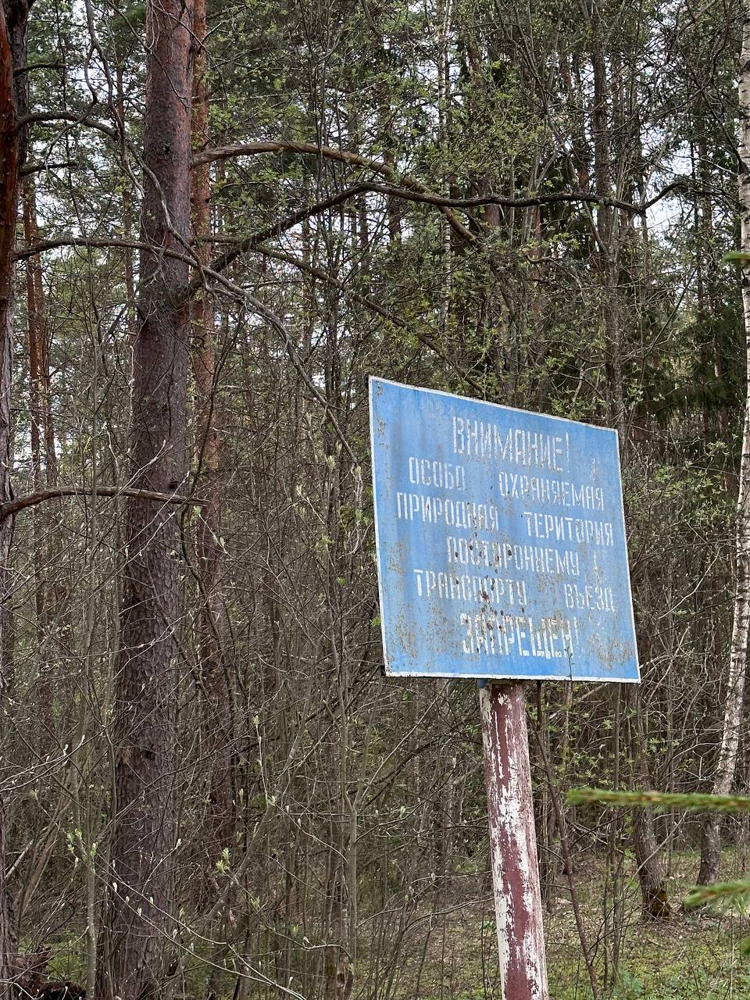 ВНИМАНИЕ!
ОСОБО ОХРАНЯЕМАЯ
ПРИРОДНАЯ ТЕРИТОРИЯ
ПОСТОРОННЕМУ
ТРАНСПОРТУ ВЪЕЗД
ЗАПРЕЩЕН!